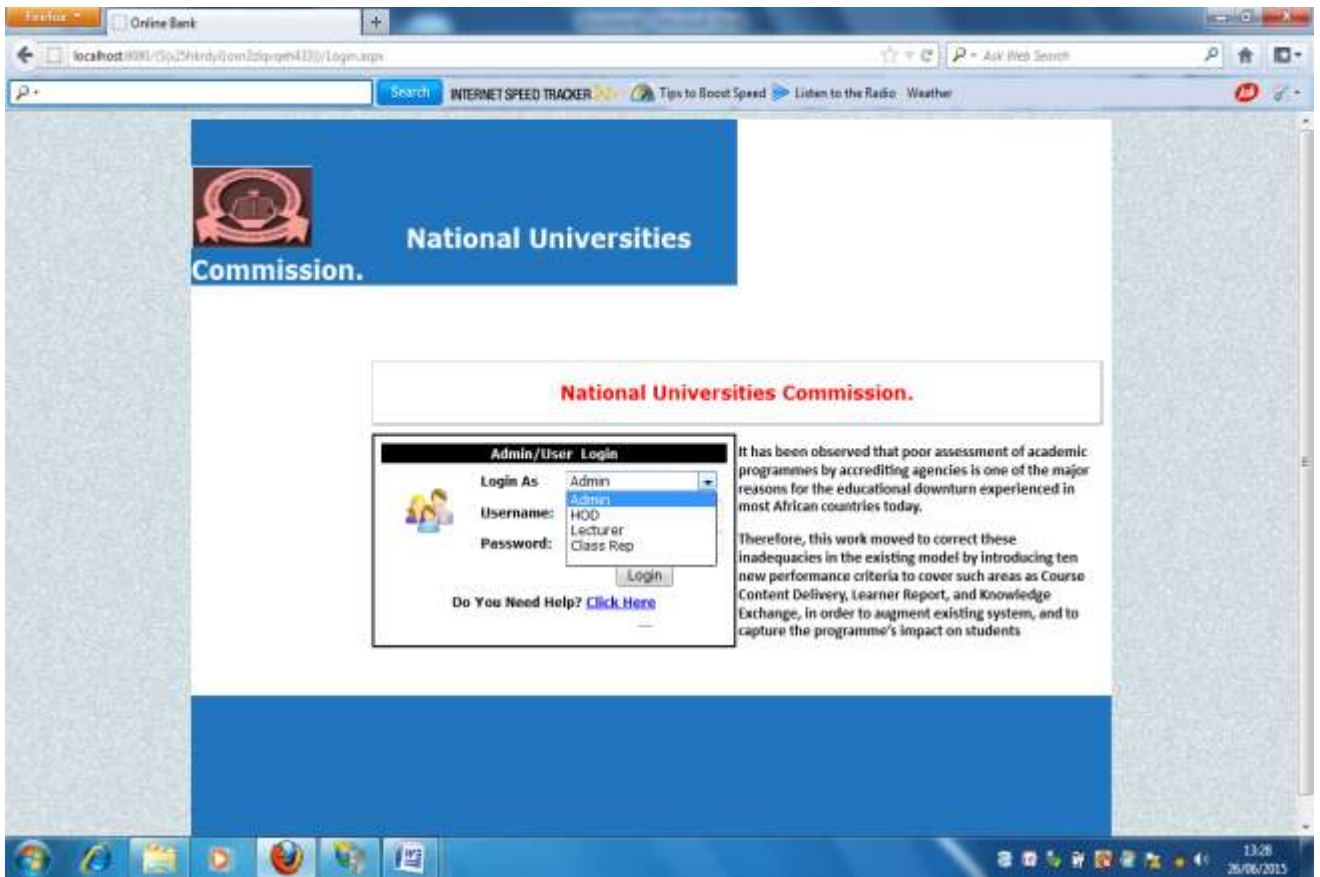 Firefox
Online Bank
localhost
Login.aspx
Ask Web Search
Search INTERNET SPEED TRACKER Tips to Boost Speed Listen to the Radio Weather
National Universities
Commission.
National Universities Commission.
Admin/User Login
Login As Admin
Admin
Username: HOD
Lecturer
Password: Class Rep
Login
Do You Need Help? Click Here
It has been observed that poor assessment of academic
programmes by accrediting agencies is one of the major
reasons for the educational downturn experienced in
most African countries today.
Therefore, this work moved to correct these
inadequacies in the existing model by introducing ten
new performance criteria to cover such areas as Course
Content Delivery, Learner Report, and Knowledge
Exchange, in order to augment existing system, and to
capture the programme's impact on students
13:28
26/06/2015